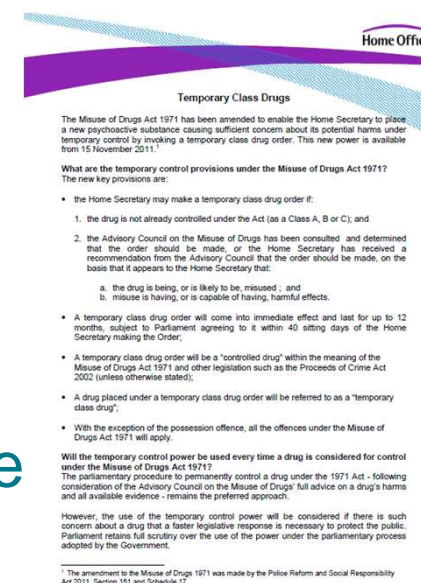 Home Offi
Temporary Class Drugs
The Misuse of Drugs Act 1971 has been amended to enable the Home Secretary to place
a new psychoactive substance causing sufficient concern about its potential harms under
temporary control by invoking a temporary class drug order. This new power is available
from 15 November 2011.¹
What are the temporary control provisions under the Misuse of Drugs Act 1971?
The new key provisions are:
• the Home Secretary may make a temporary class drug order if:
1. the drug is not already controlled under the Act (as a Class A, B or C); and
2. the Advisory Council on the Misuse of Drugs has been consulted and determined
that the order should be made, or the Home Secretary has received a
recommendation from the Advisory Council that the order should be made, on the
basis that it appears to the Home Secretary that:
a. the drug is being, or is likely to be, misused ; and
b. misuse is having, or is capable of having, harmful effects.
• A temporary class drug order will come into immediate effect and last for up to 12
months, subject to Parliament agreeing to it within 40 sitting days of the Home
Secretary making the Order;
• A temporary class drug order will be a “controlled drug” within the meaning of the
Misuse of Drugs Act 1971 and other legislation such as the Proceeds of Crime Act
2002 (unless otherwise stated);
• A drug placed under a temporary class drug order will be referred to as a “temporary
class drug”;
• With the exception of the possession offence, all the offences under the Misuse of
Drugs Act 1971 will apply.
e
Will the temporary control power be used every time a drug is considered for control
under the Misuse of Drugs Act 1971?
The parliamentary procedure to permanently control a drug under the 1971 Act - following
consideration of the Advisory Council on the Misuse of Drugs' full advice on a drug's harms
and all available evidence - remains the preferred approach.
However, the use of the temporary control power will be considered if there is such
concern about a drug that a faster legislative response is necessary to protect the public.
Parliament retains full scrutiny over the use of the power under the parliamentary process
adopted by the Government.
¹ The amendment to the Misuse of Drugs 1971 was made by the Police Reform and Social Responsibility
Act 2011, Section 151 and Schedule 17.